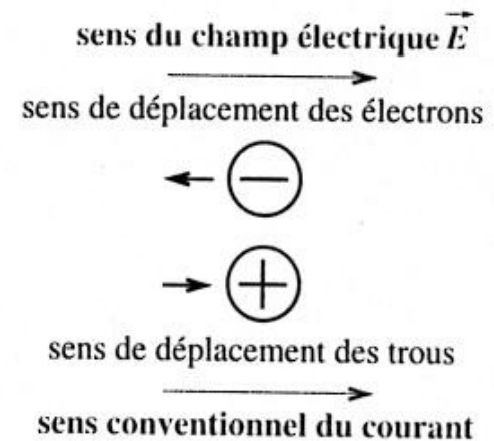 sens du champ électrique E
sens de déplacement des électrons
−
+
sens de déplacement des trous
sens conventionnel du courant